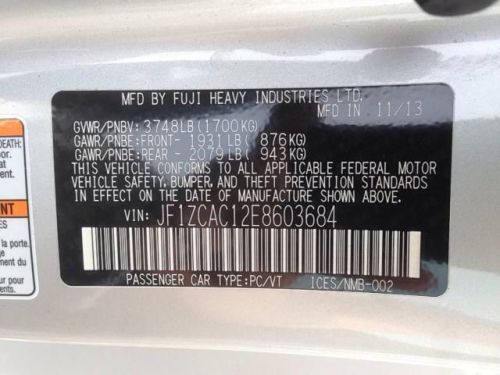 MFD BY FUJI HEAVY INDUSTRIES LTD.
MFD IN 11/13
GVWR/PNBV: 3748LB(1700KG)
GAWR/PNBE:FRONT- 1931LB( 876KG)
GAWR/PNBE:REAR - 2079LB( 943KG)
THIS VEHICLE CONFORMS TO ALL APPLICABLE FEDERAL MOTOR
VEHICLE SAFETY, BUMPER, AND THEFT PREVENTION STANDARDS
IN EFFECT ON THE DATE OF MANUFACTURE SHOWN ABOVE.
VIN: JF1ZCAC12E8603684
PASSENGER CAR TYPE:PC/VT ICES/NMB-002
la porte.